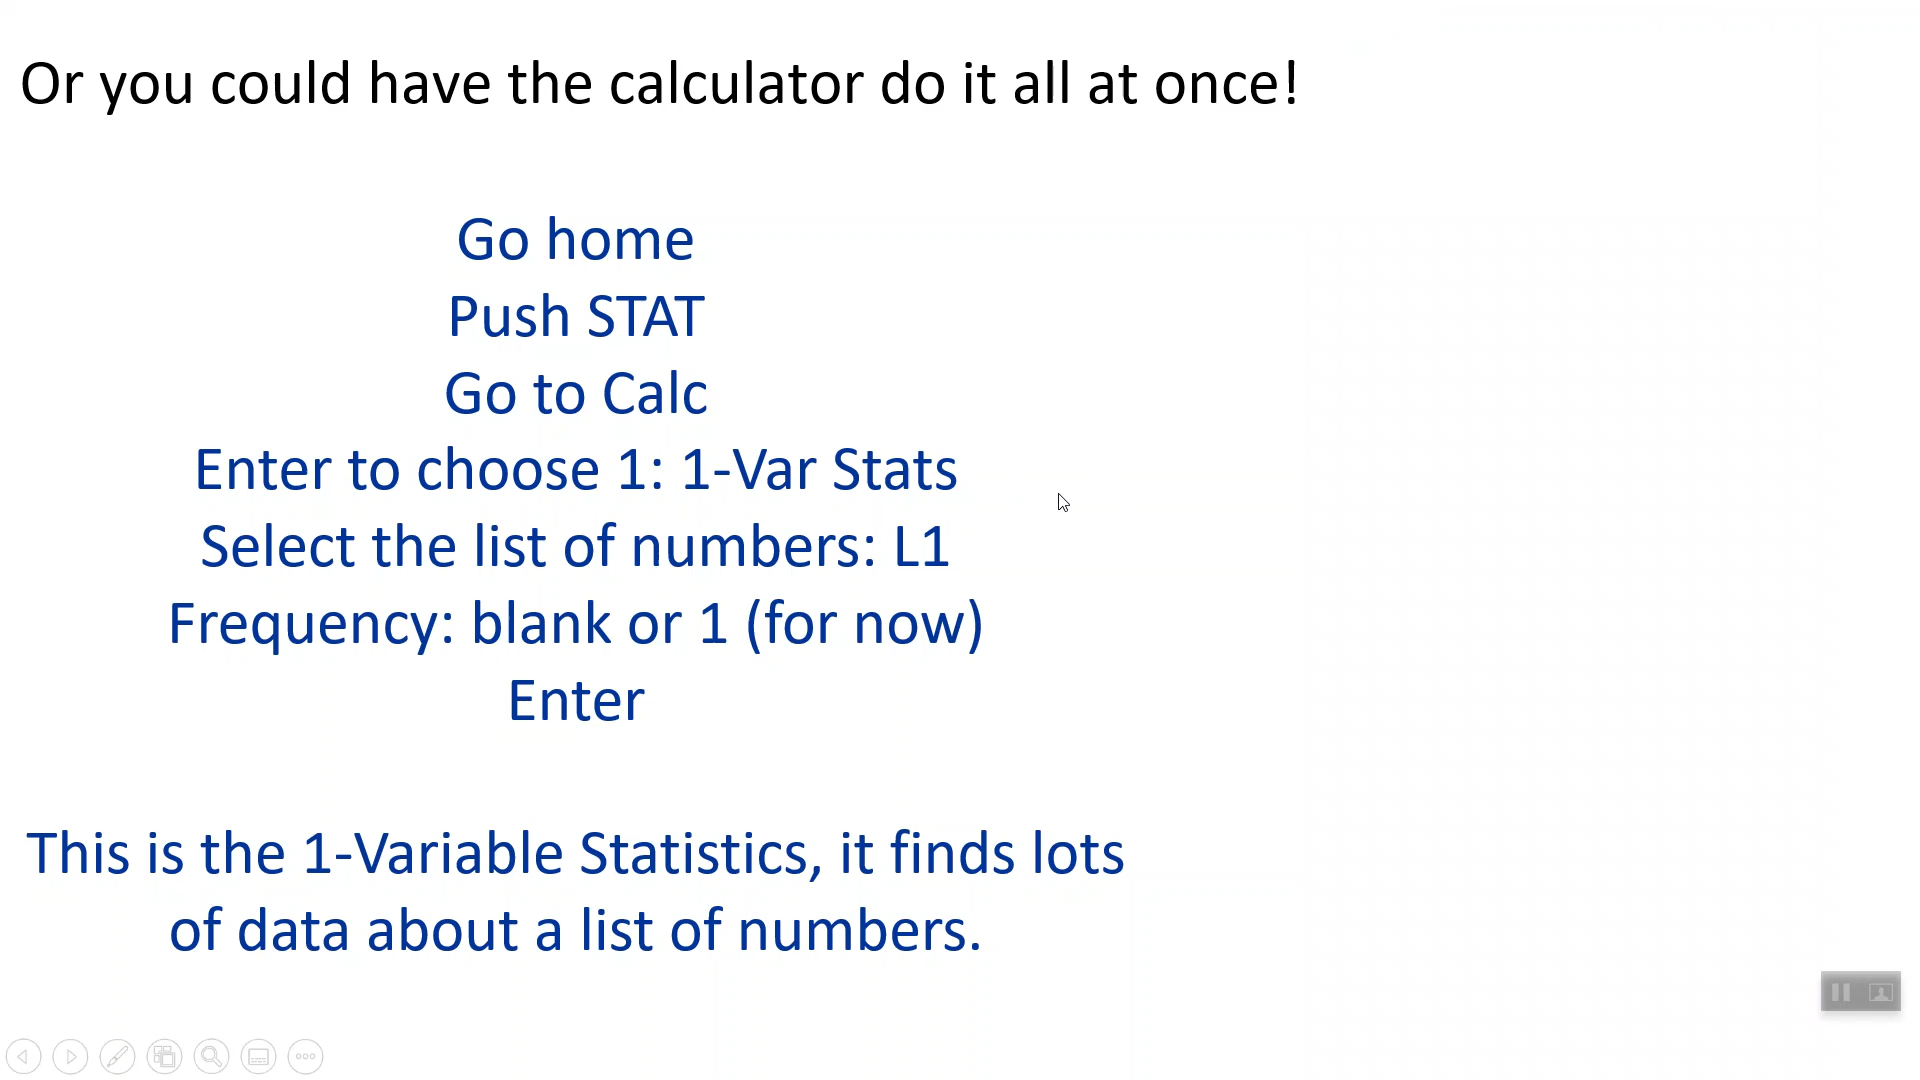 Or you could have the calculator do it all at once!
Go home
Push STAT
Go to Calc
Enter to choose 1: 1-Var Stats
Select the list of numbers: L1
Frequency: blank or 1 (for now)
Enter
This is the 1-Variable Statistics, it finds lots
of data about a list of numbers.